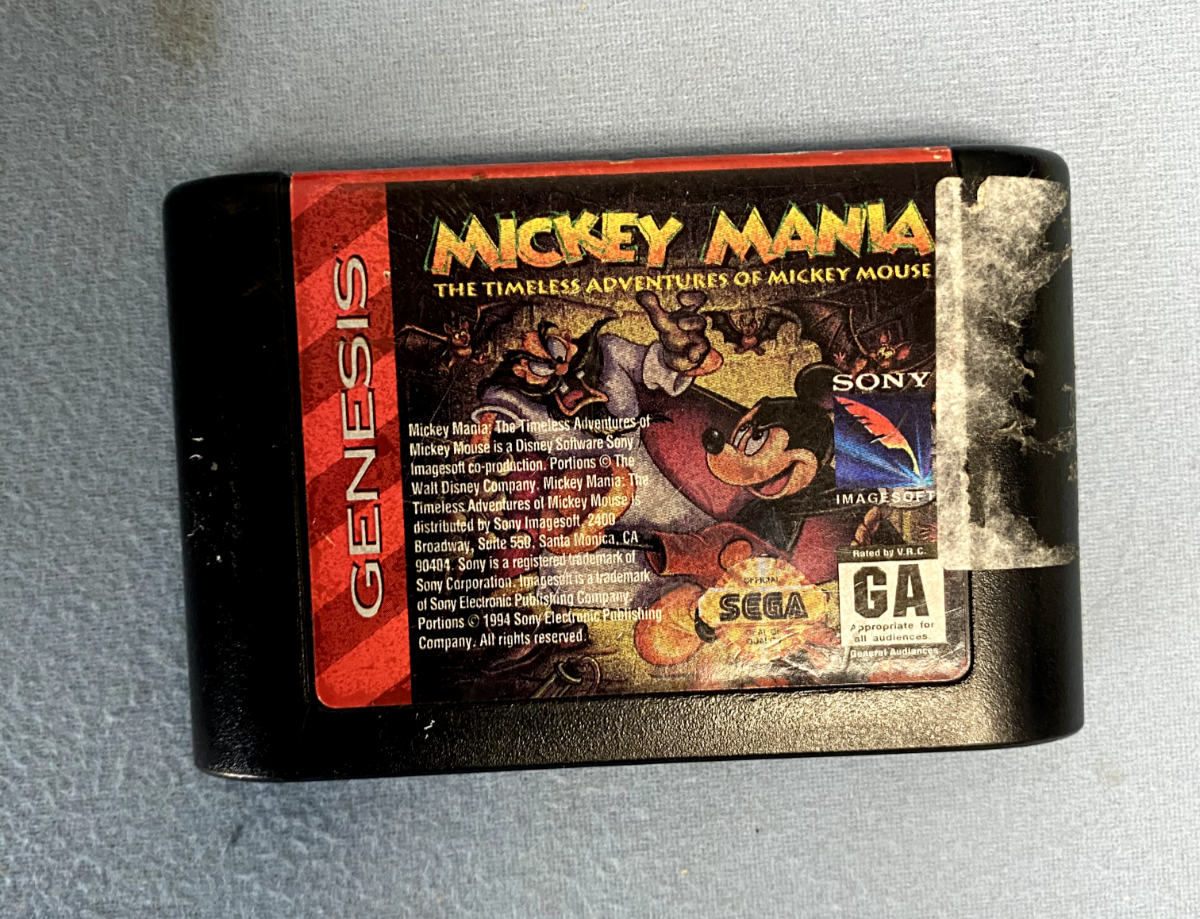 GENESIS
MICKEY MANIA
THE TIMELESS ADVENTURES OF MICKEY MOUSE
SONY
IMAGESOFT
Mickey Mania: The Timeless Adventures of
Mickey Mouse is a Disney Software Sony
Imagesoft co-production. Portions © The
Walt Disney Company. Mickey Mania: The
Timeless Adventures of Mickey Mouse is
distributed by Sony Imagesoft, 2400
Broadway, Suite 550, Santa Monica, CA
90404. Sony is a registered trademark of
Sony Corporation. Imagesoft is a trademark
of Sony Electronic Publishing Company
Portions © 1994 Sony Electronic Publishing
Company. All rights reserved.
OFFICIAL
SEGA
SEAL OF
QUALITY
Rated by V.R.C.
GA
Appropriate for
all audiences.
General Audiences